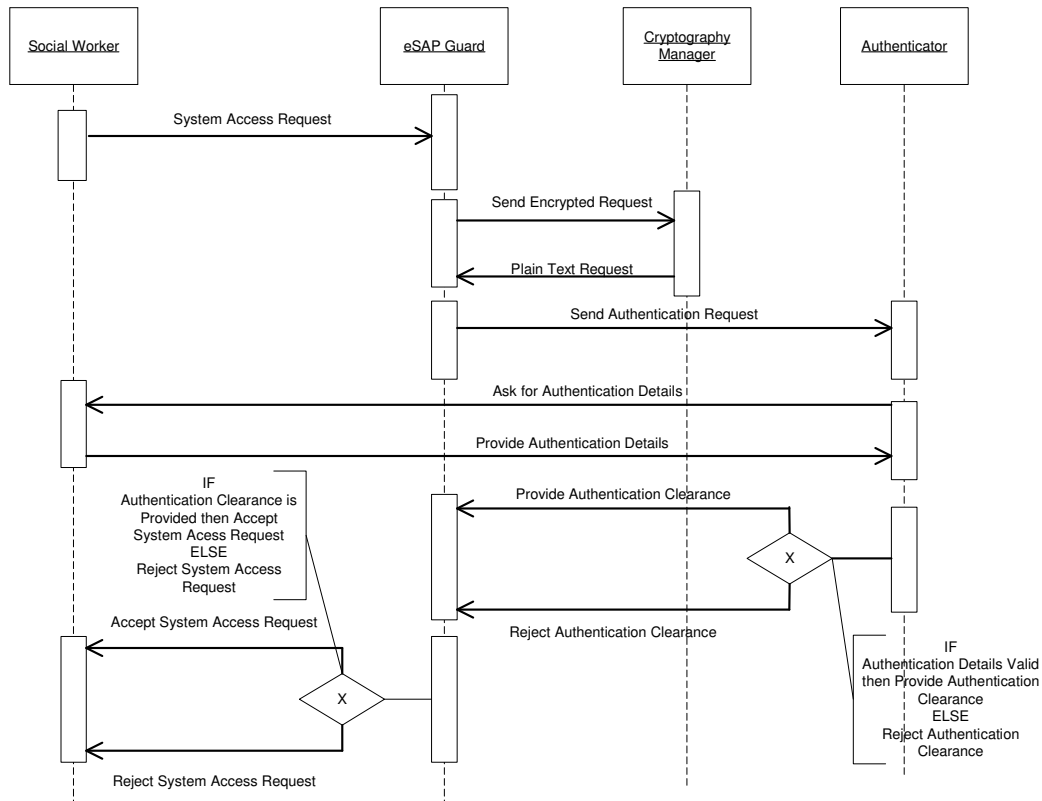 Social Worker
eSAP Guard
Cryptography
Manager
Authenticator
System Access Request
Send Encrypted Request
Plain Text Request
Send Authentication Request
Ask for Authentication Details
Provide Authentication Details
IF
Authentication Clearance is
Provided then Accept
System Acess Request
ELSE
Reject System Access
Request
Provide Authentication Clearance
X
Reject Authentication Clearance
Accept System Access Request
X
Reject System Access Request
IF
Authentication Details Valid
then Provide Authentication
Clearance
ELSE
Reject Authentication
Clearance